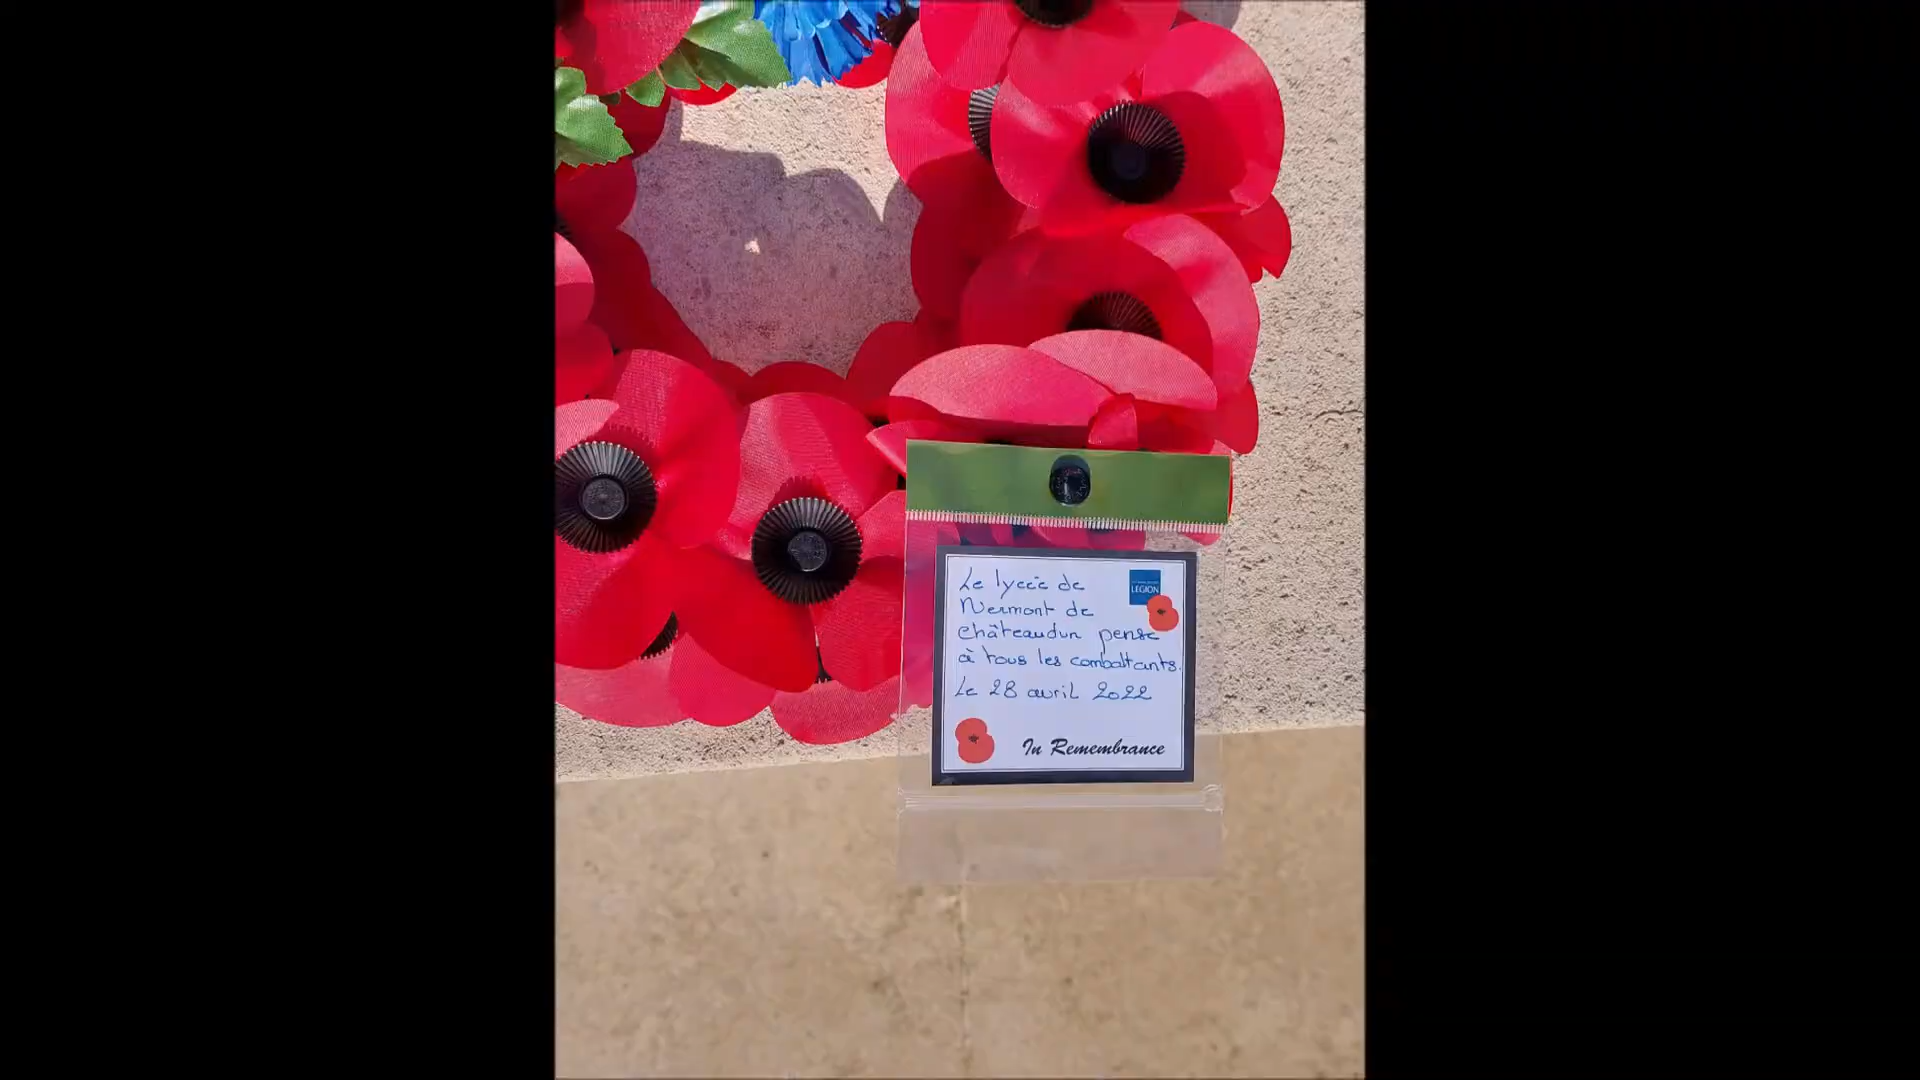 LEGION
Le lycée de
Nermont de
Châteaudun pense
à tous les combattants.
Le 28 avril 2022
In Remembrance